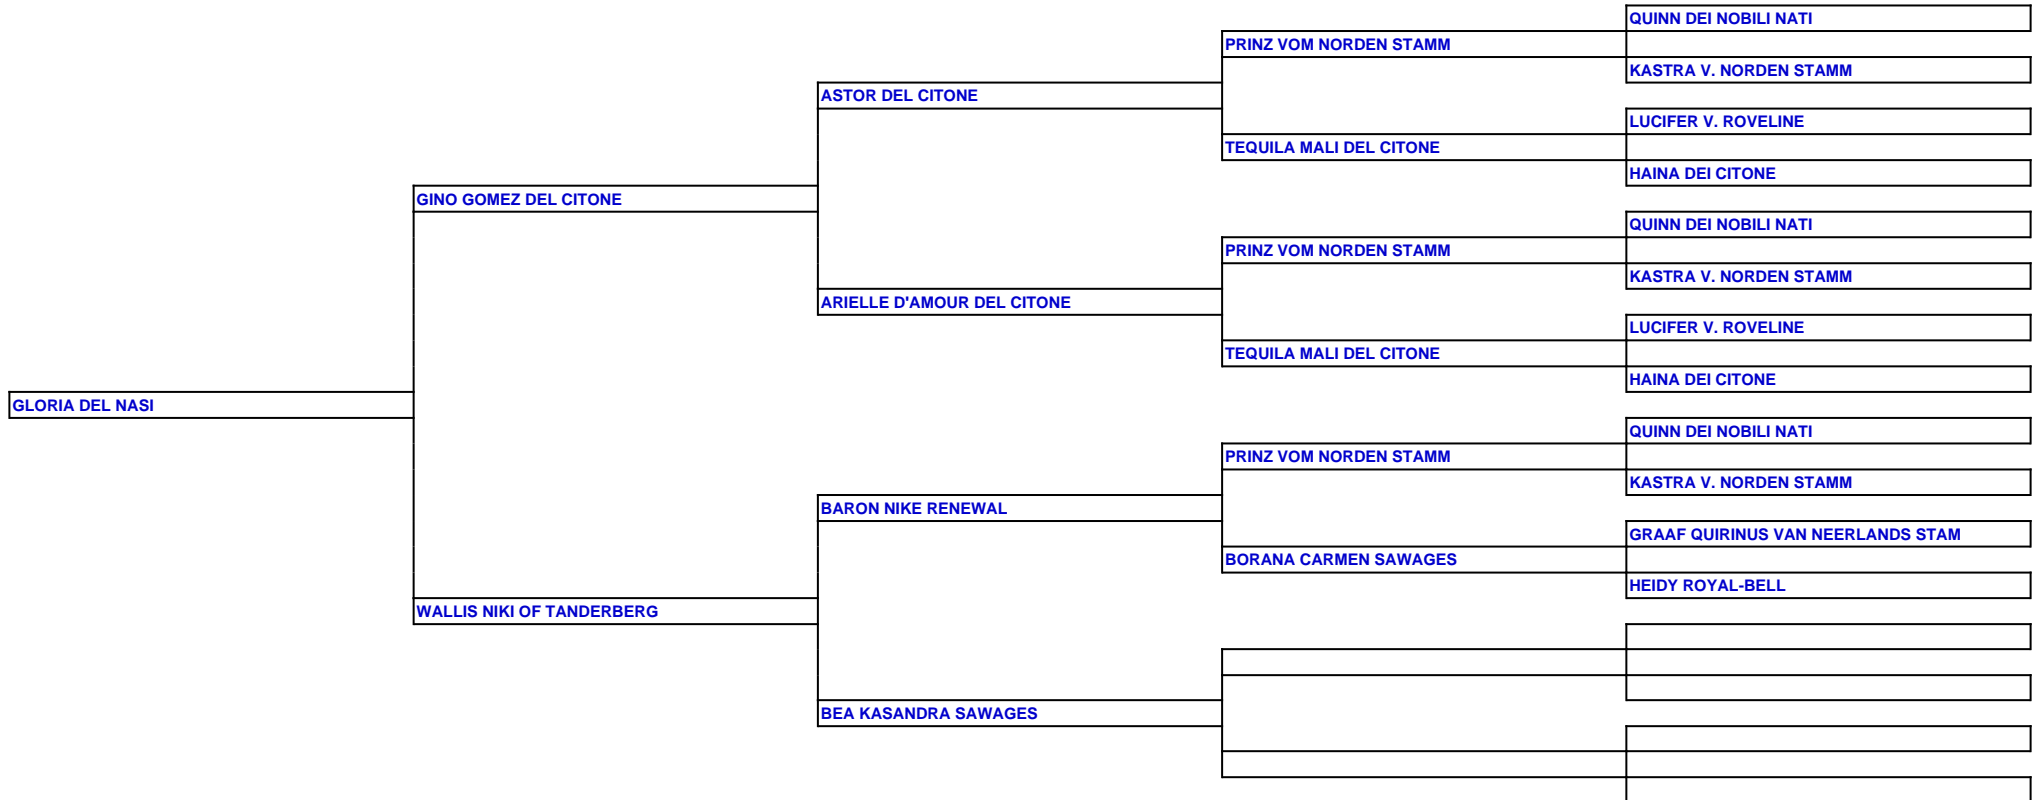 QUINN DEI NOBILI NATI
PRINZ VOM NORDEN STAMM
KASTRA V. NORDEN STAMM
ASTOR DEL CITONE
LUCIFER V. ROVELINE
TEQUILA MALI DEL CITONE
HAINA DEI CITONE
GINO GOMEZ DEL CITONE
QUINN DEI NOBILI NATI
PRINZ VOM NORDEN STAMM
KASTRA V. NORDEN STAMM
ARIELLE D'AMOUR DEL CITONE
LUCIFER V. ROVELINE
TEQUILA MALI DEL CITONE
HAINA DEI CITONE
GLORIA DEL NASI
QUINN DEI NOBILI NATI
PRINZ VOM NORDEN STAMM
KASTRA V. NORDEN STAMM
BARON NIKE RENEWAL
GRAAF QUIRINUS VAN NEERLANDS STAM
BORANA CARMEN SAWAGES
HEIDY ROYAL-BELL
WALLIS NIKI OF TANDERBERG
BEA KASANDRA SAWAGES